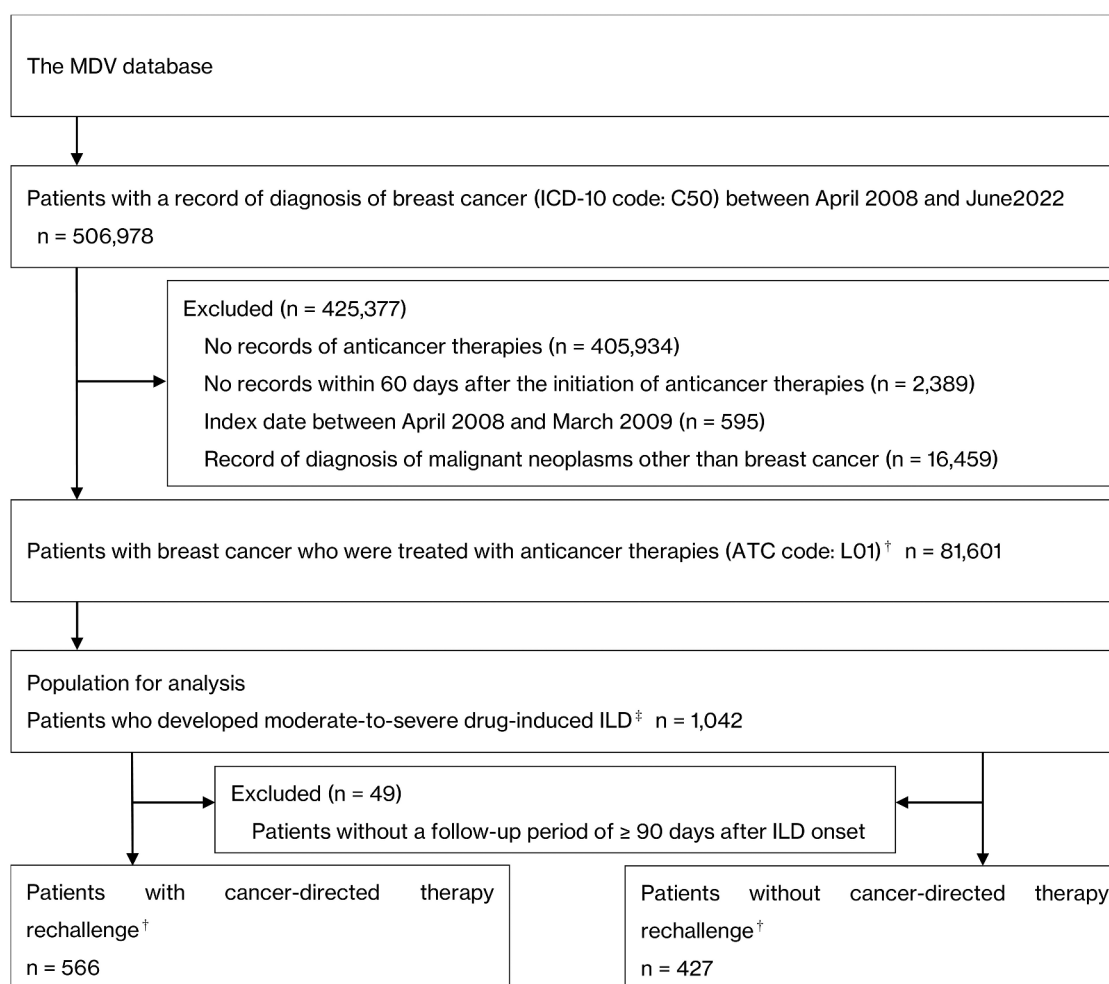 The MDV database
Patients with a record of diagnosis of breast cancer (ICD-10 code: C50) between April 2008 and June2022
n = 506,978
Excluded (n = 425,377)
No records of anticancer therapies (n = 405,934)
No records within 60 days after the initiation of anticancer therapies (n = 2,389)
Index date between April 2008 and March 2009 (n = 595)
Record of diagnosis of malignant neoplasms other than breast cancer (n = 16,459)
Patients with breast cancer who were treated with anticancer therapies (ATC code: L01)† n = 81,601
Population for analysis
Patients who developed moderate-to-severe drug-induced ILD‡ n = 1,042
Excluded (n = 49)
Patients without a follow-up period of ≥ 90 days after ILD onset
Patients with cancer-directed therapy
rechallenge†
n = 566
Patients without cancer-directed therapy
rechallenge†
n = 427